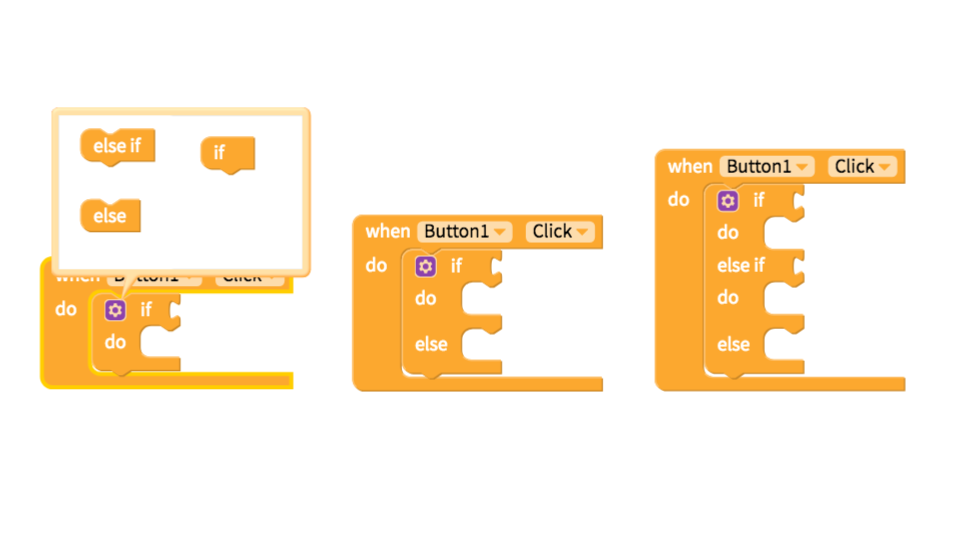 else if
if
else
when Button1 Click
do
if
do
when Button1 Click
do
if
do
else
when Button1 Click
do
if
do
else if
do
else